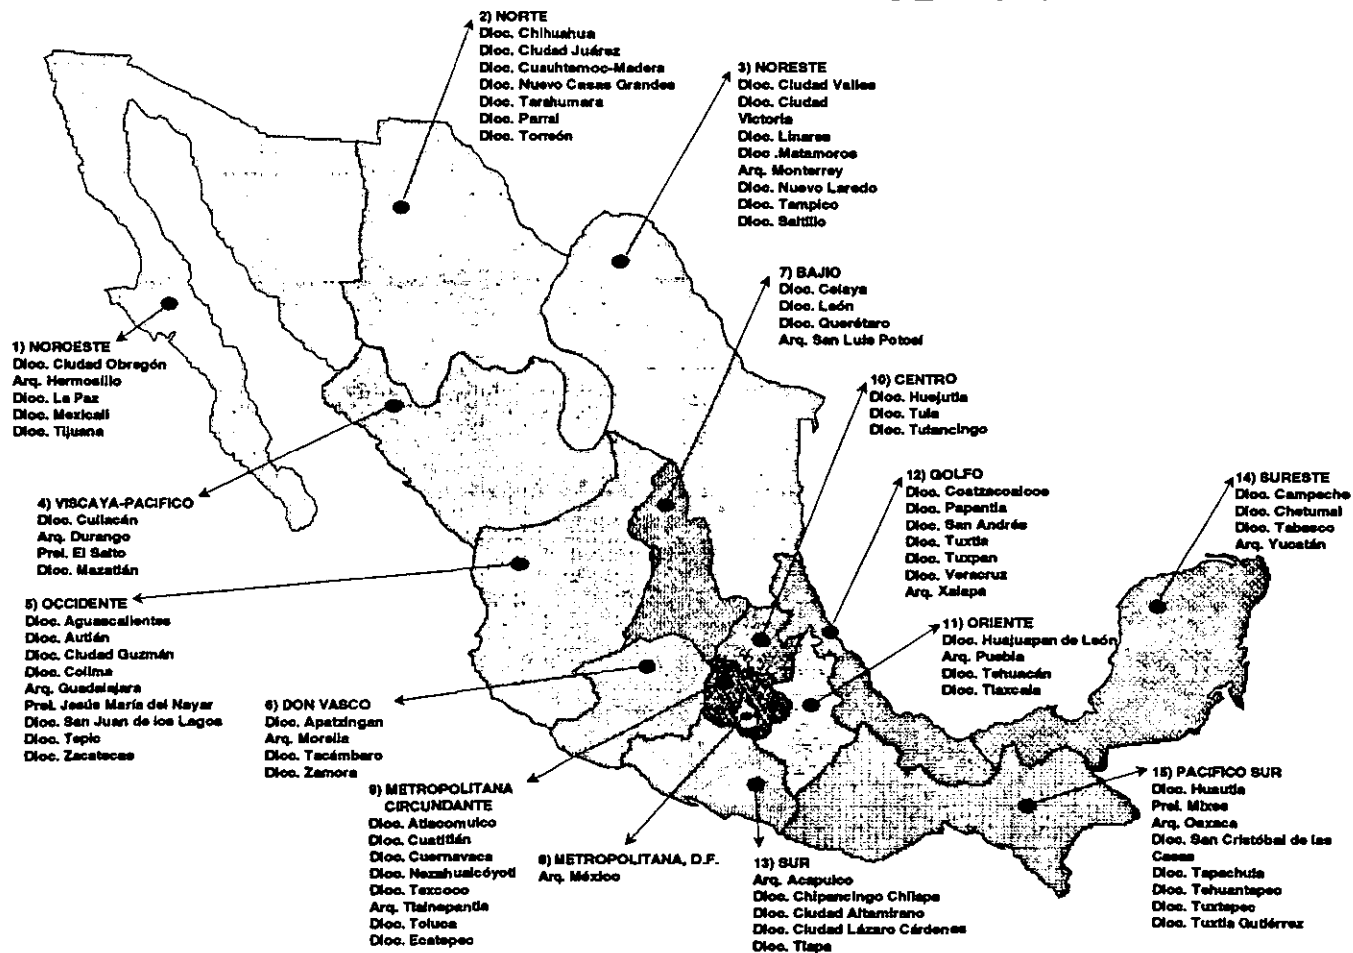 2) NORTE
Dioc. Chihuahua
Dioc. Ciudad Juárez
Dioc. Cuauhtemoc-Madera
Dioc. Nuevo Casas Grandes
Dioc. Tarahumara
Dioc. Parral
Dioc. Torreón
3) NORESTE
Dioc. Ciudad Valles
Dioc. Ciudad
Victoria
Dioc. Linares
Dioc .Matamoros
Arq. Monterrey
Dioc. Nuevo Laredo
Dioc. Tampico
Dioc. Saltillo
7) BAJIO
Dioc. Celaya
Dioc. León
Dioc. Querétaro
Arq. San Luis Potosí
1) NOROESTE
Dioc. Ciudad Obregón
Arq. Hermosillo
Dioc. La Paz
Dioc. Mexicali
Dioc. Tijuana
10) CENTRO
Dioc. Huejutla
Dioc. Tula
Dioc. Tulancingo
4) VISCAYA-PACIFICO
Dioc. Culiacán
Arq. Durango
Prel. El Salto
Dioc. Mazatlán
12) GOLFO
Dioc. Coatzacoalcos
Dioc. Papantla
Dioc. San Andrés
Dioc. Tuxtla
Dioc. Tuxpan
Dioc. Veracruz
Arq. Xalapa
14) SURESTE
Dioc. Campeche
Dioc. Chetumal
Dioc. Tabasco
Arq. Yucatán
5) OCCIDENTE
Dioc. Aguascalientes
Dioc. Autlán
Dioc. Ciudad Guzmán
Dioc. Colima
Arq. Guadalajara
Prel. Jesús María del Nayar
Dioc. San Juan de los Lagos
Dioc. Tepic
Dioc. Zacatecas
11) ORIENTE
Dioc. Huajuapan de León
Arq. Puebla
Dioc. Tehuacán
Dioc. Tlaxcala
6) DON VASCO
Dioc. Apatzingan
Arq. Morelia
Dioc. Tacámbaro
Dioc. Zamora
9) METROPOLITANA
CIRCUNDANTE
Dioc. Atlacomulco
Dioc. Cuatitlán
Dioc. Cuernavaca
Dioc. Nezahualcóyotl
Dioc. Texcoco
Arq. Tlalnepantla
Dioc. Toluca
Dioc. Ecatepec
8) METROPOLITANA, D.F.
Arq. México
13) SUR
Arq. Acapulco
Dioc. Chipancingo Chilapa
Dioc. Ciudad Altamirano
Dioc. Ciudad Lázaro Cárdenas
Dioc. Tlapa
15) PACIFICO SUR
Dioc. Huautla
Prel. Mixes
Arq. Oaxaca
Dioc. San Cristóbal de las
Casas
Dioc. Tapachula
Dioc. Tehuantepec
Dioc. Tuxtepec
Dioc. Tuxtla Gutiérrez